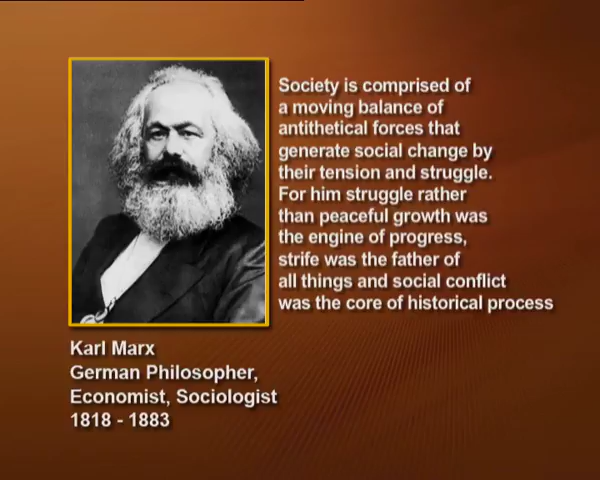 Society is comprised of
a moving balance of
antithetical forces that
generate social change by
their tension and struggle.
For him struggle rather
than peaceful growth was
the engine of progress,
strife was the father of
all things and social conflict
was the core of historical process
Karl Marx
German Philosopher,
Economist, Sociologist
1818 - 1883